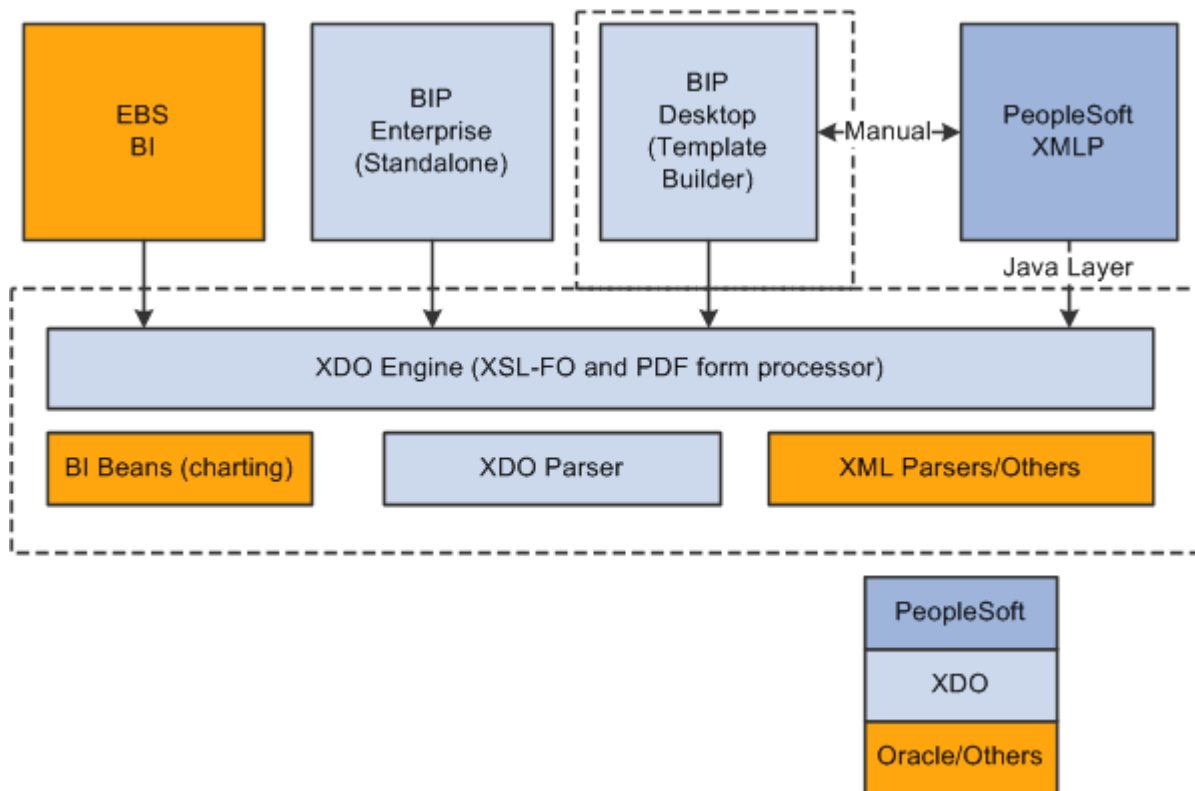 EBS
BI
BIP
Enterprise
(Standalone)
BIP
Desktop
(Template
Builder)
Manual
PeopleSoft
XMLP
Java Layer
XDO Engine (XSL-FO and PDF form processor)
BI Beans (charting)
XDO Parser
XML Parsers/Others
PeopleSoft
XDO
Oracle/Others